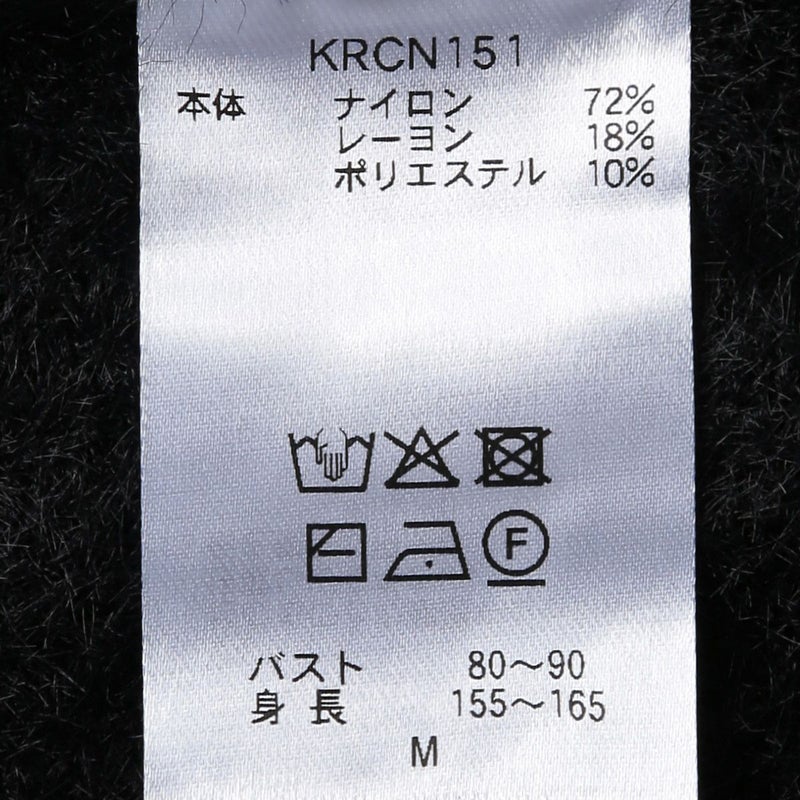 KRCN151
本体 ナイロン 72%
レーヨン 18%
ポリエステル 10%
F
バスト 80〜90
身長 155〜165
M